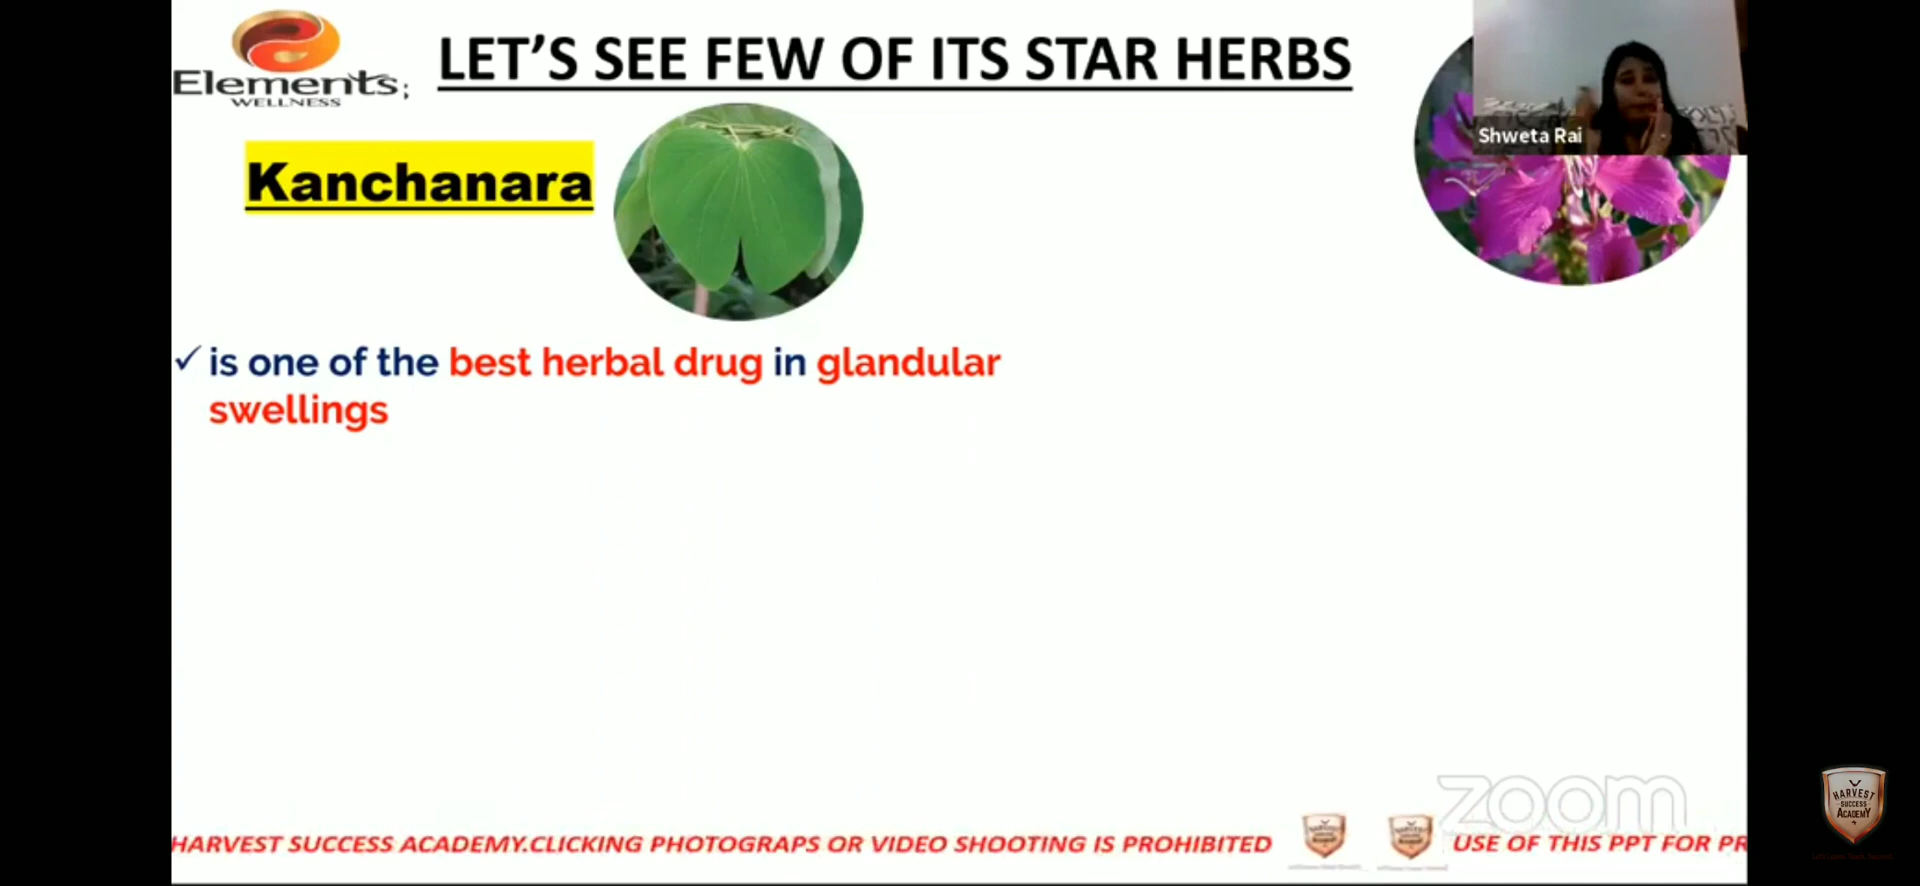 Elements;
WELLNESS
LET'S SEE FEW OF ITS STAR HERBS
Shweta Rai
Kanchanara
✓ is one of the best herbal drug in glandular
swellings
zoom
HARVEST
SUCCESS
ACADEMY
HARVEST SUCCESS ACADEMY.CLICKING PHOTOGRAPS OR VIDEO SHOOTING IS PROHIBITED
USE OF THIS PPT FOR PR